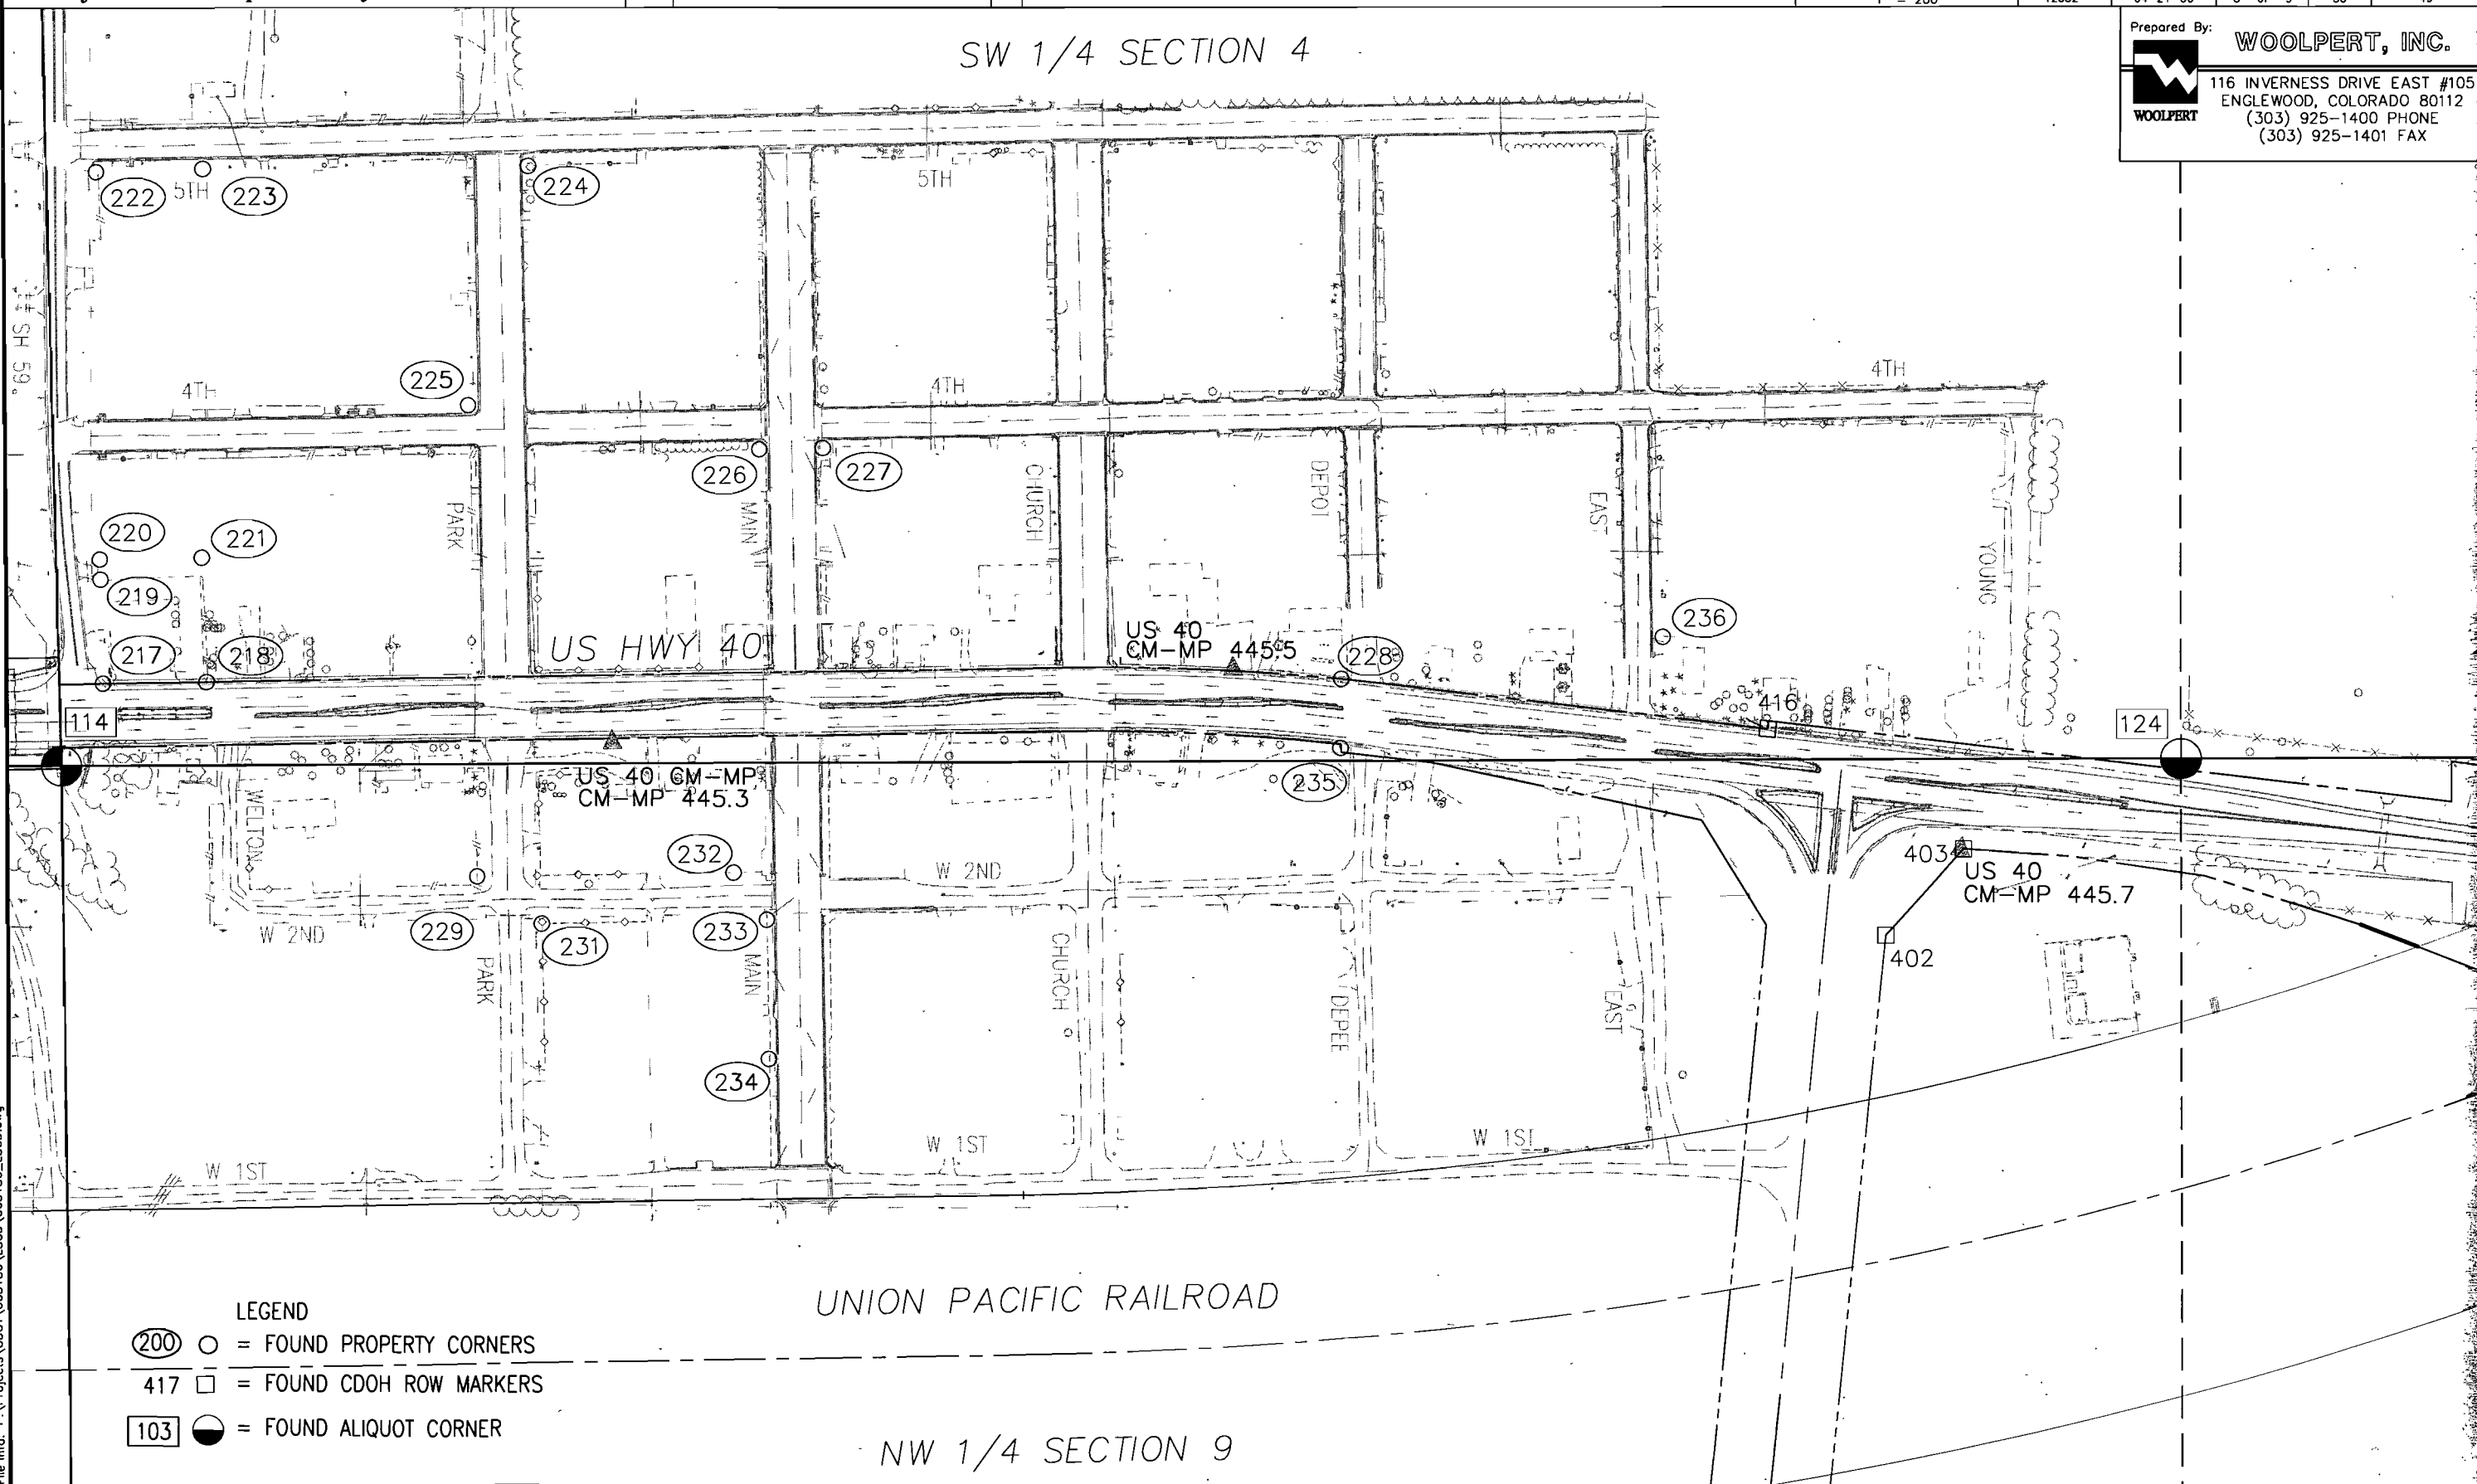 SW 1/4 SECTION 4
Prepared By:
WOOLPERT, INC.
WOOLPERT
116 INVERNESS DRIVE EAST #105
ENGLEWOOD, COLORADO 80112
(303) 925-1400 PHONE
(303) 925-1401 FAX
222
5TH
223
224
5TH
SH 59
4TH
225
4TH
4TH
226
227
PARK
MAIN
CHURCH
DEPOT
EAST
YOUNG
220
221
219
236
217
218
US HWY 40
US 40
CM-MP 445.5
228
416
114
124
US 40 CM-MP
CM-MP 445.3
235
WELTON
232
W 2ND
403
US 40
CM-MP 445.7
W 2ND
229
231
233
402
PARK
MAIN
CHURCH
DEPEE
EAST
234
W 1ST
W 1ST
W 1ST
UNION PACIFIC RAILROAD
LEGEND
200 = FOUND PROPERTY CORNERS
417 = FOUND CDOH ROW MARKERS
103 = FOUND ALIQUOT CORNER
NW 1/4 SECTION 9